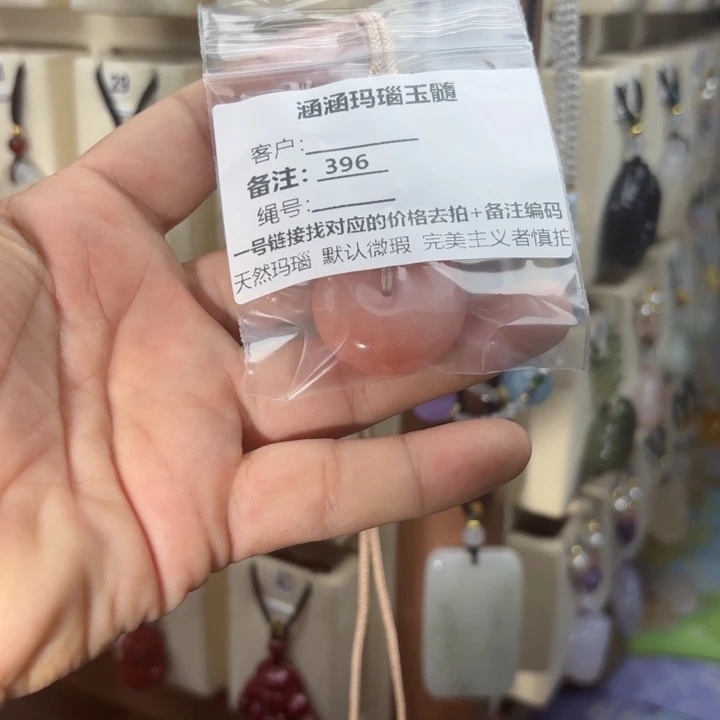 涵涵玛瑙玉髓
客户：
备注：396
绳号：
一号链接找对应的价格去拍+备注编码
天然玛瑙 默认微瑕 完美主义者慎拍
29